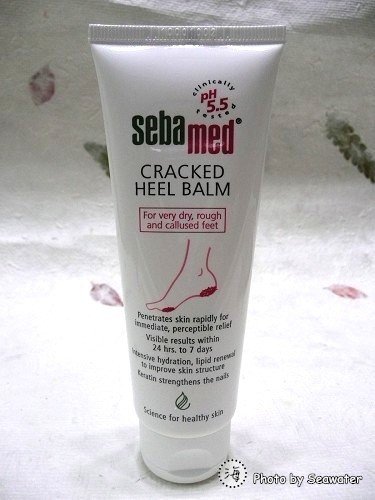 clinically
pH
5.5
tested
sebamed®
CRACKED
HEEL BALM
For very dry, rough
and callused feet
Penetrates skin rapidly for
immediate, perceptible relief
Visible results within
24 hrs. to 7 days
Intensive hydration, lipid renewal
to improve skin structure
Keratin strengthens the nails
Science for healthy skin
Photo by Seawater